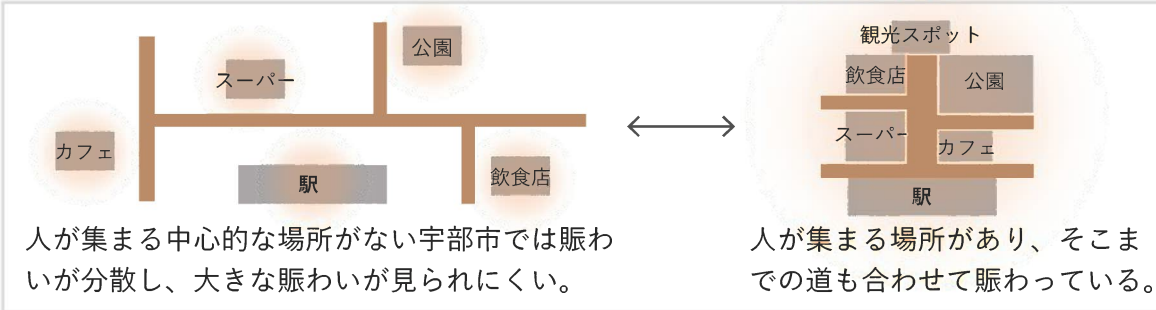 公園
スーパー
カフェ
駅
飲食店
人が集まる中心的な場所がない宇部市では賑わ
いが分散し、大きな賑わいが見られにくい。
観光スポット
飲食店
公園
スーパー
カフェ
駅
人が集まる場所があり、そこま
での道も合わせて賑わっている。